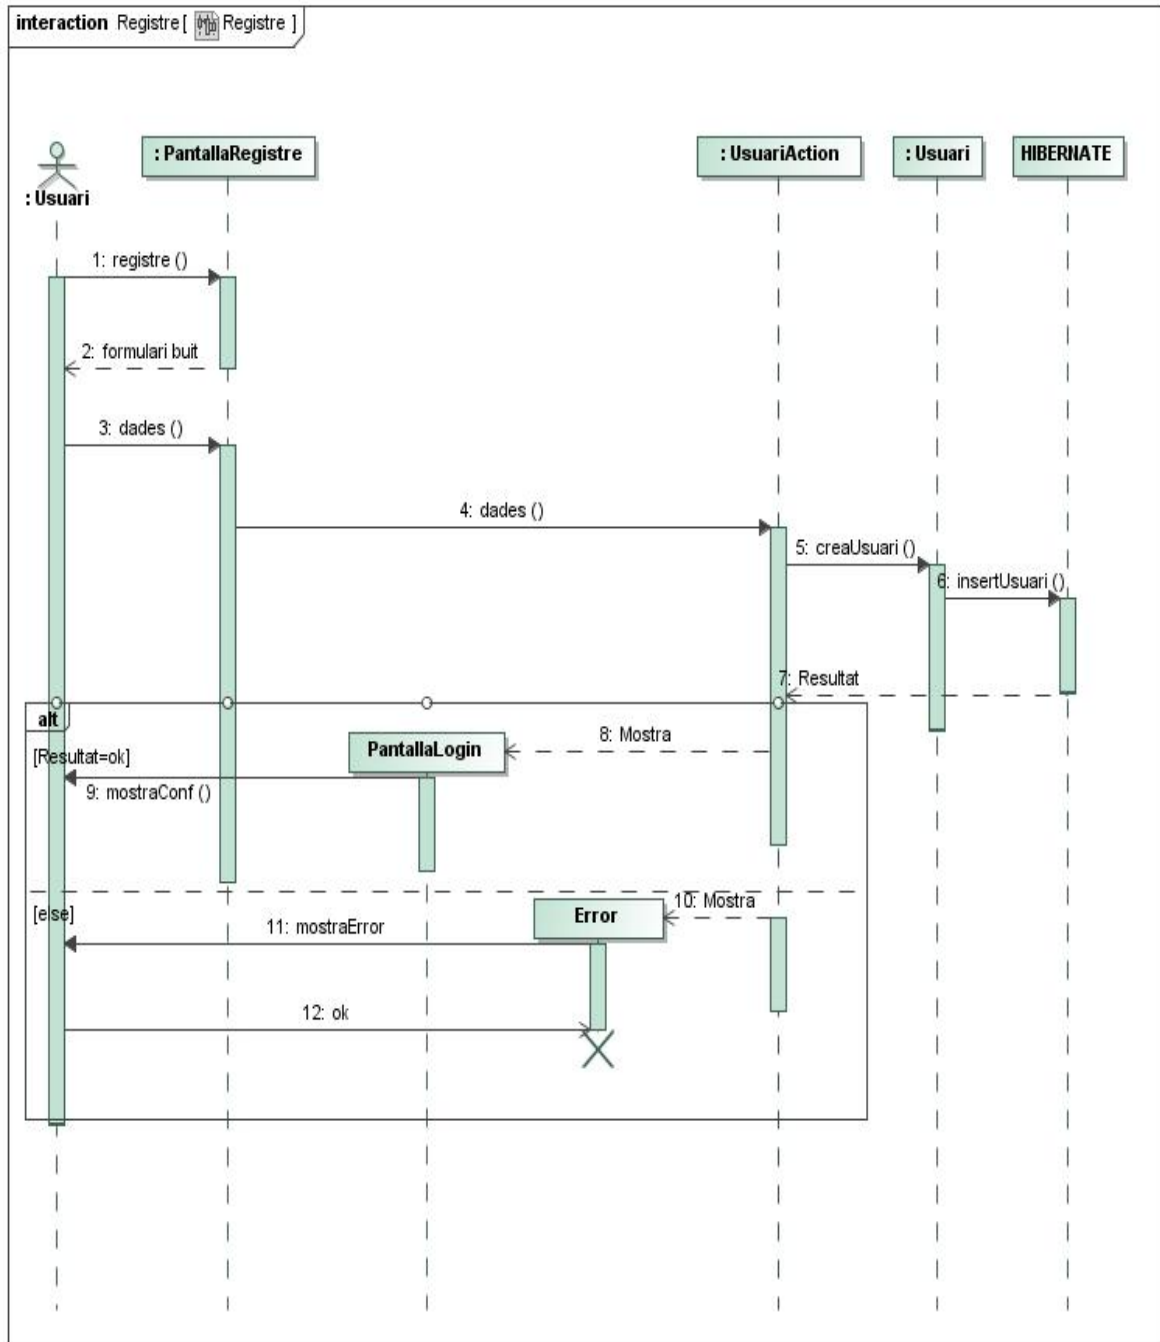 interaction Registre [ Registre ]
: Usuari
: PantallaRegistre
: UsuariAction
: Usuari
HIBERNATE
1: registre ()
2: formulari buit
3: dades ()
4: dades ()
5: creaUsuari ()
6: insertUsuari ()
7: Resultat
alt
[Resultat=ok]
8: Mostra
PantallaLogin
9: mostraConf ()
[else]
10: Mostra
Error
11: mostraError
12: ok